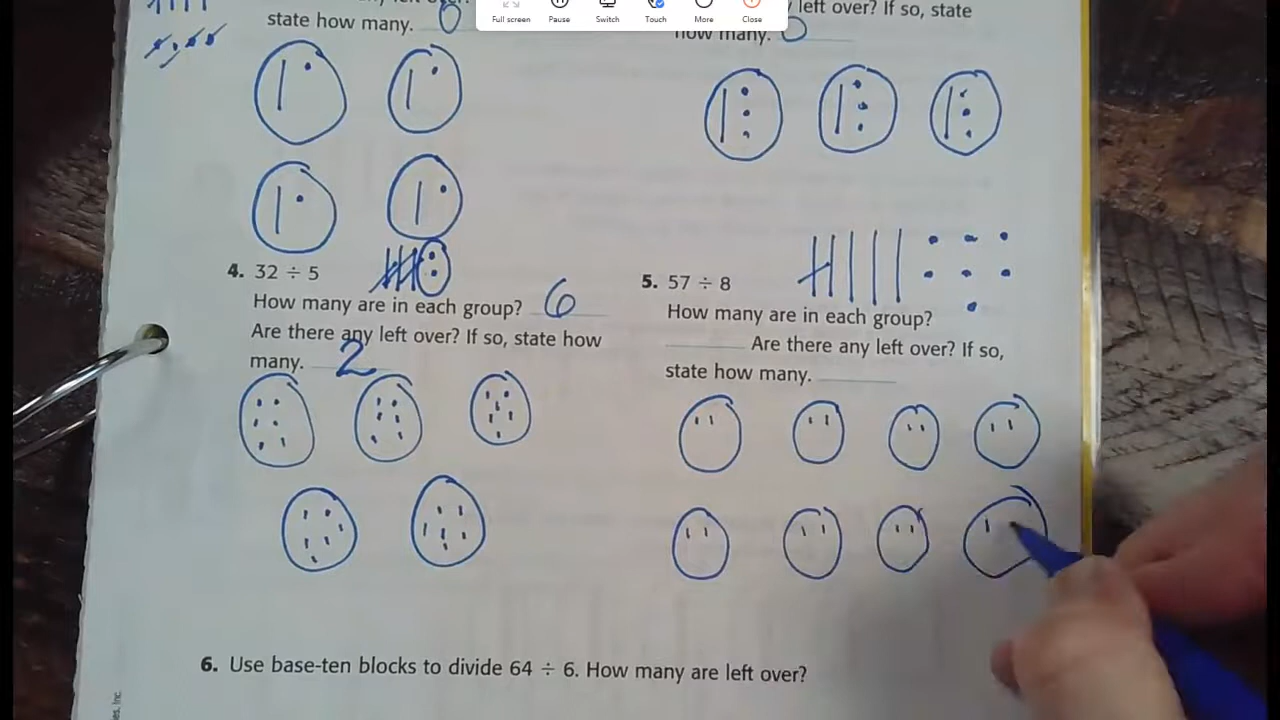 Full screen Pause Switch Touch More Close
state how many. 0
left over? If so, state
how many. 0
4. 32 ÷ 5
How many are in each group? 6
Are there any left over? If so, state how
many. 2
5. 57 ÷ 8
How many are in each group?
Are there any left over? If so,
state how many.
6. Use base-ten blocks to divide 64 ÷ 6. How many are left over?